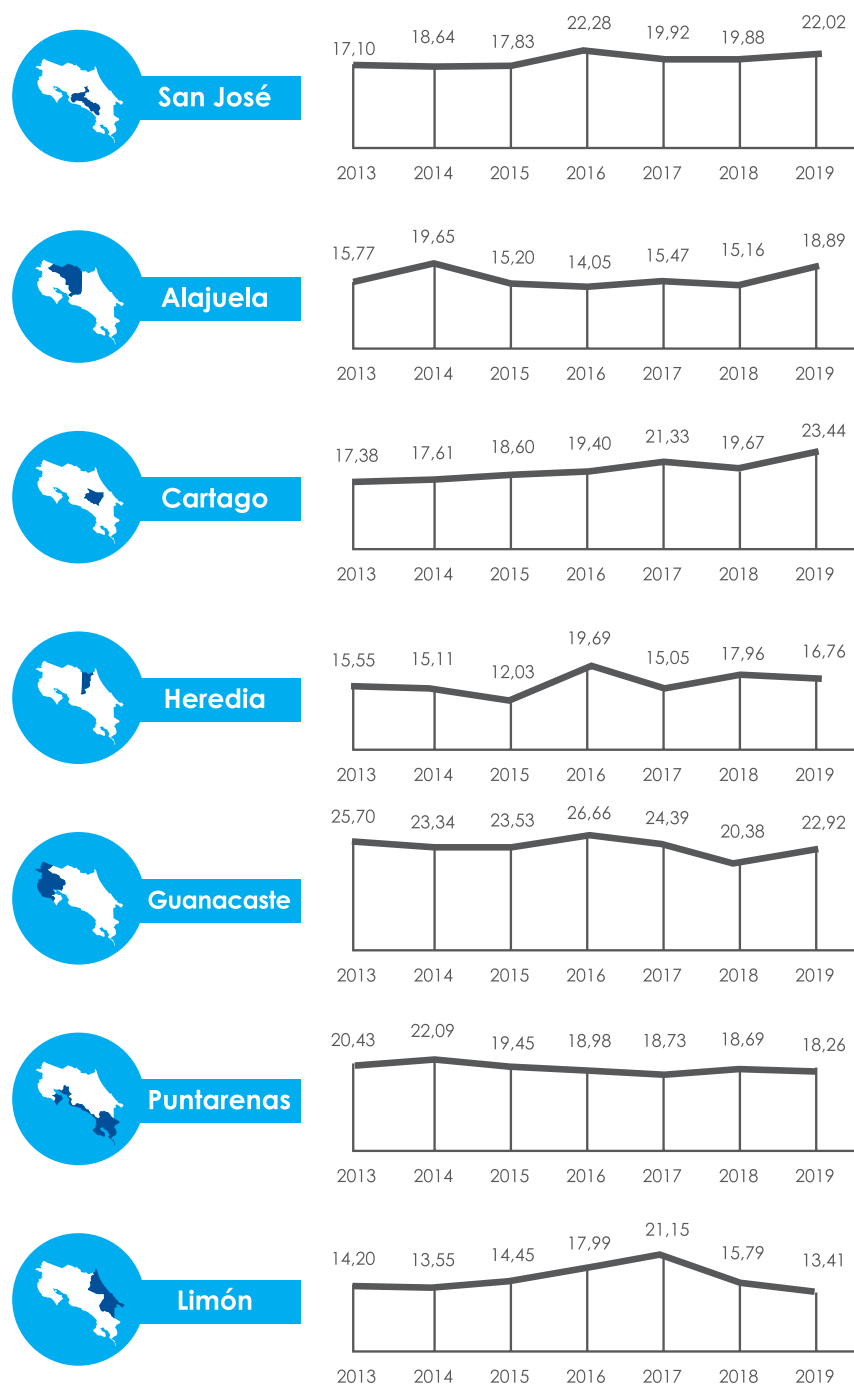 San José
17,10 18,64 17,83 22,28 19,92 19,88 22,02
2013 2014 2015 2016 2017 2018 2019
Alajuela
15,77 19,65 15,20 14,05 15,47 15,16 18,89
2013 2014 2015 2016 2017 2018 2019
Cartago
17,38 17,61 18,60 19,40 21,33 19,67 23,44
2013 2014 2015 2016 2017 2018 2019
Heredia
15,55 15,11 12,03 19,69 15,05 17,96 16,76
2013 2014 2015 2016 2017 2018 2019
Guanacaste
25,70 23,34 23,53 26,66 24,39 20,38 22,92
2013 2014 2015 2016 2017 2018 2019
Puntarenas
20,43 22,09 19,45 18,98 18,73 18,69 18,26
2013 2014 2015 2016 2017 2018 2019
Limón
14,20 13,55 14,45 17,99 21,15 15,79 13,41
2013 2014 2015 2016 2017 2018 2019